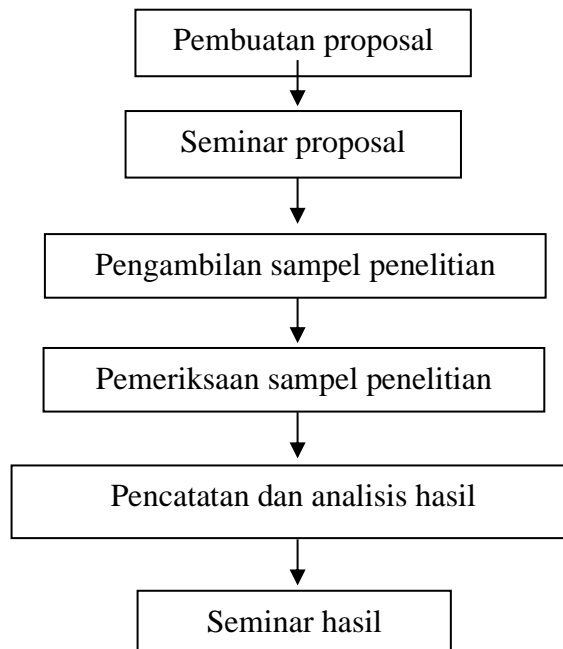 Pembuatan proposal
Seminar proposal
Pengambilan sampel penelitian
Pemeriksaan sampel penelitian
Pencatatan dan analisis hasil
Seminar hasil